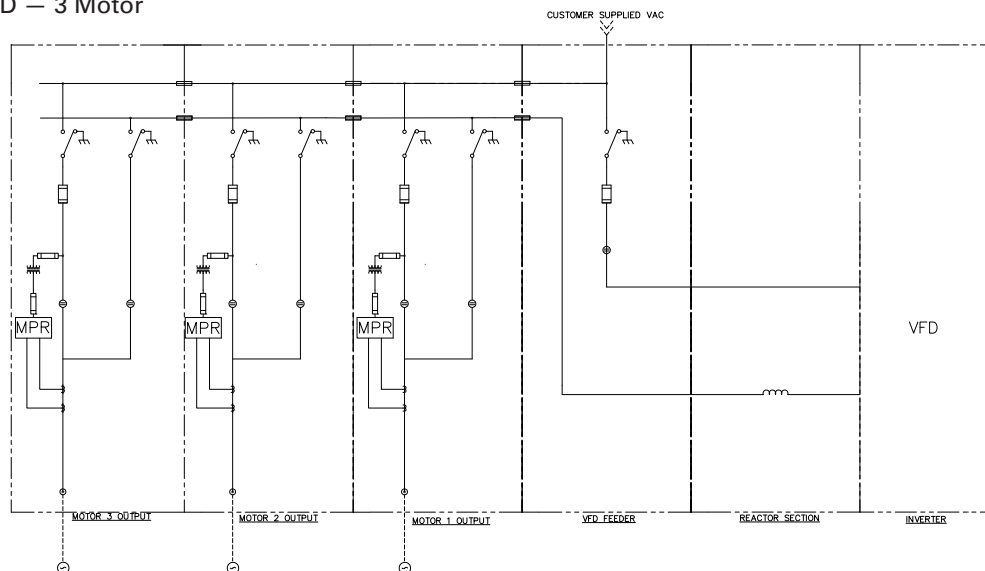 D — 3 Motor
CUSTOMER SUPPLIED VAC
MPR
MPR
MPR
VFD
MOTOR 3 OUTPUT
MOTOR 2 OUTPUT
MOTOR 1 OUTPUT
VFD FEEDER
REACTOR SECTION
INVERTER